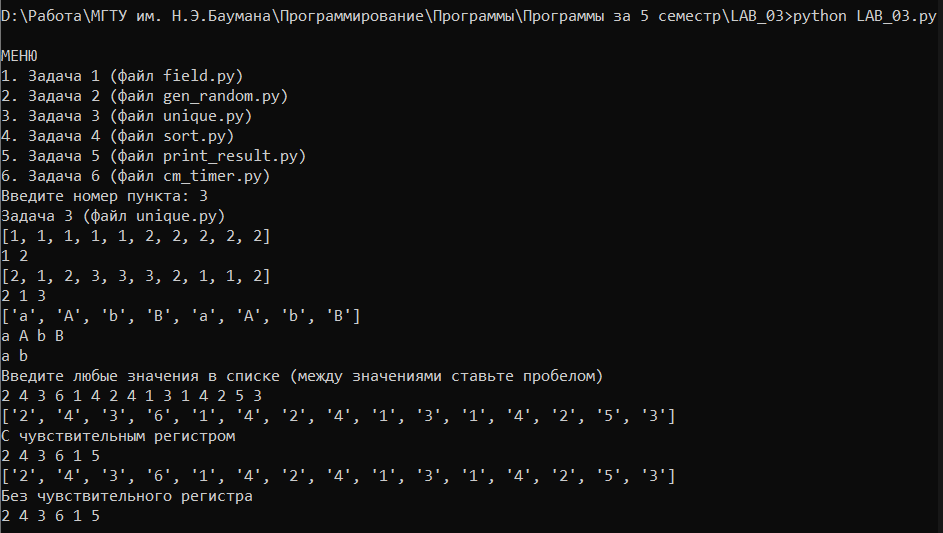 D:\Работа\МГТУ им. Н.Э.Баумана\Программирование\Программы\Программы за 5 семестр\LAB_03>python LAB_03.py
МЕНЮ
1. Задача 1 (файл field.py)
2. Задача 2 (файл gen_random.py)
3. Задача 3 (файл unique.py)
4. Задача 4 (файл sort.py)
5. Задача 5 (файл print_result.py)
6. Задача 6 (файл cm_timer.py)
Введите номер пункта: 3
Задача 3 (файл unique.py)
[1, 1, 1, 1, 1, 2, 2, 2, 2, 2]
1 2
[2, 1, 2, 3, 3, 3, 2, 1, 1, 2]
2 1 3
['a', 'A', 'b', 'B', 'a', 'A', 'b', 'B']
a A b B
a b
Введите любые значения в списке (между значениями ставьте пробелом)
2 4 3 6 1 4 2 4 1 3 1 4 2 5 3
['2', '4', '3', '6', '1', '4', '2', '4', '1', '3', '1', '4', '2', '5', '3']
С чувствительным регистром
2 4 3 6 1 5
['2', '4', '3', '6', '1', '4', '2', '4', '1', '3', '1', '4', '2', '5', '3']
Без чувствительного регистра
2 4 3 6 1 5